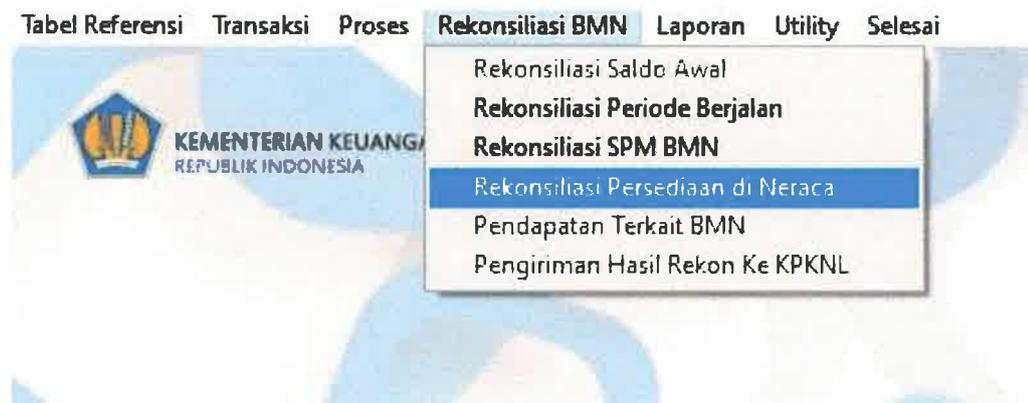 Tabel Referensi Transaksi Proses Rekonsiliasi BMN Laporan Utility Selesai
Rekonsiliasi Saldo Awal
Rekonsiliasi Periode Berjalan
Rekonsiliasi SPM BMN
Rekonsiliasi Persediaan di Neraca
Pendapatan Terkait BMN
Pengiriman Hasil Rekon Ke KPKNL
KEMENTERIAN KEUANGA
REPUBLIK INDONESIA